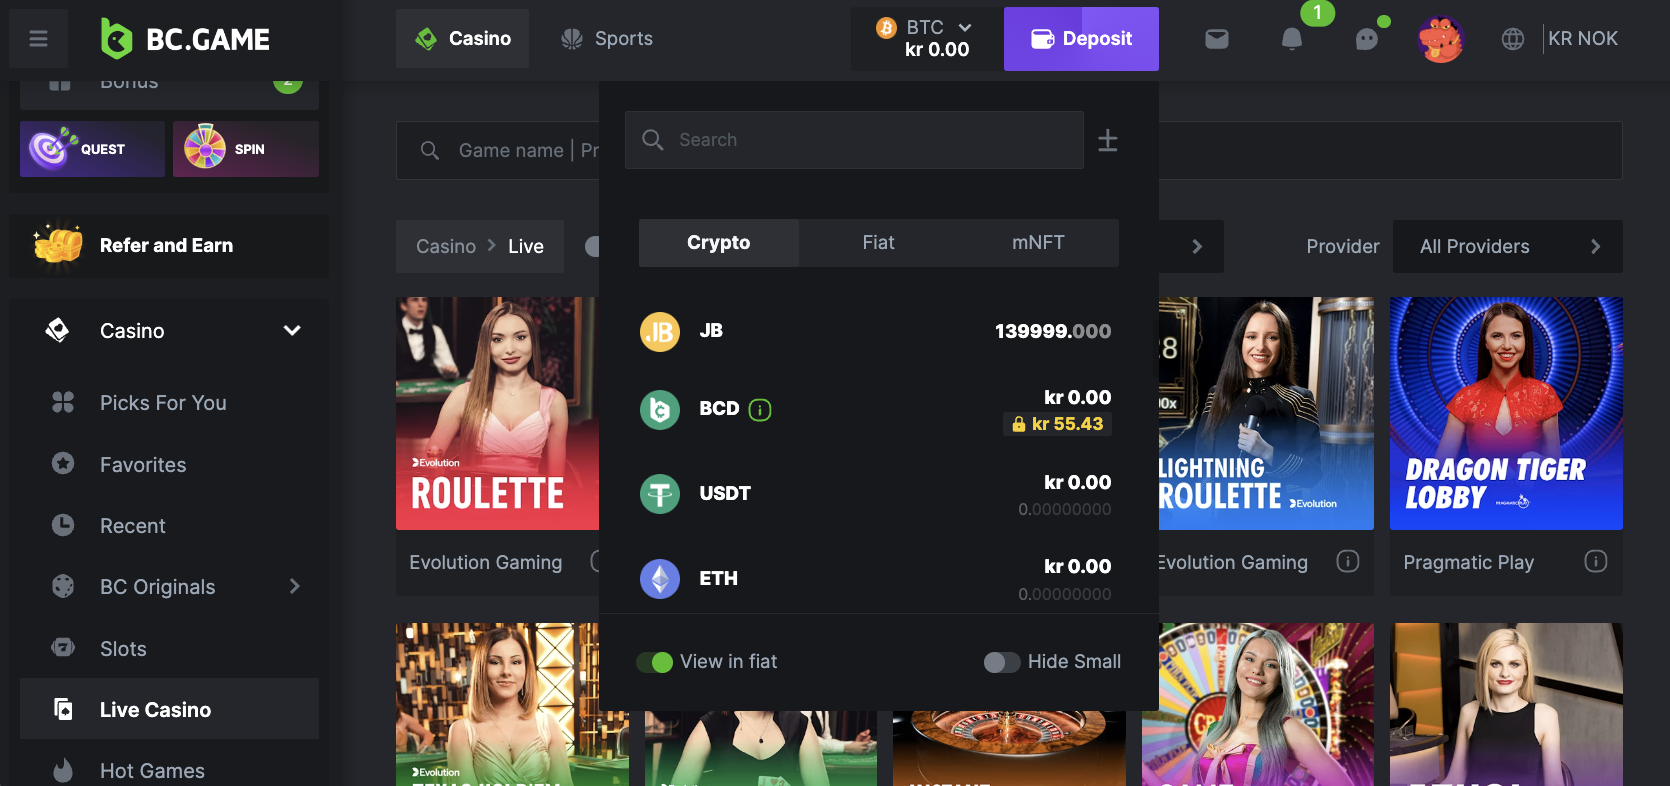 BC.GAME
Casino
Sports
BTC
kr 0.00
Deposit
1
KR NOK
Bonus
2
QUEST
SPIN
Refer and Earn
Casino
Picks For You
Favorites
Recent
BC Originals
Slots
Live Casino
Hot Games
Game name | Pr
Casino > Live
Provider
All Providers
Search
Crypto
Fiat
mNFT
JB
JB
139999.000
BCD
kr 0.00
kr 55.43
USDT
kr 0.00
0.00000000
ETH
kr 0.00
0.00000000
View in fiat
Hide Small
Evolution
ROULETTE
Evolution Gaming
LIGHTNING
ROULETTE
Evolution
Evolution Gaming
DRAGON TIGER
LOBBY
PRAGMATIC PLAY
Pragmatic Play
Evolution